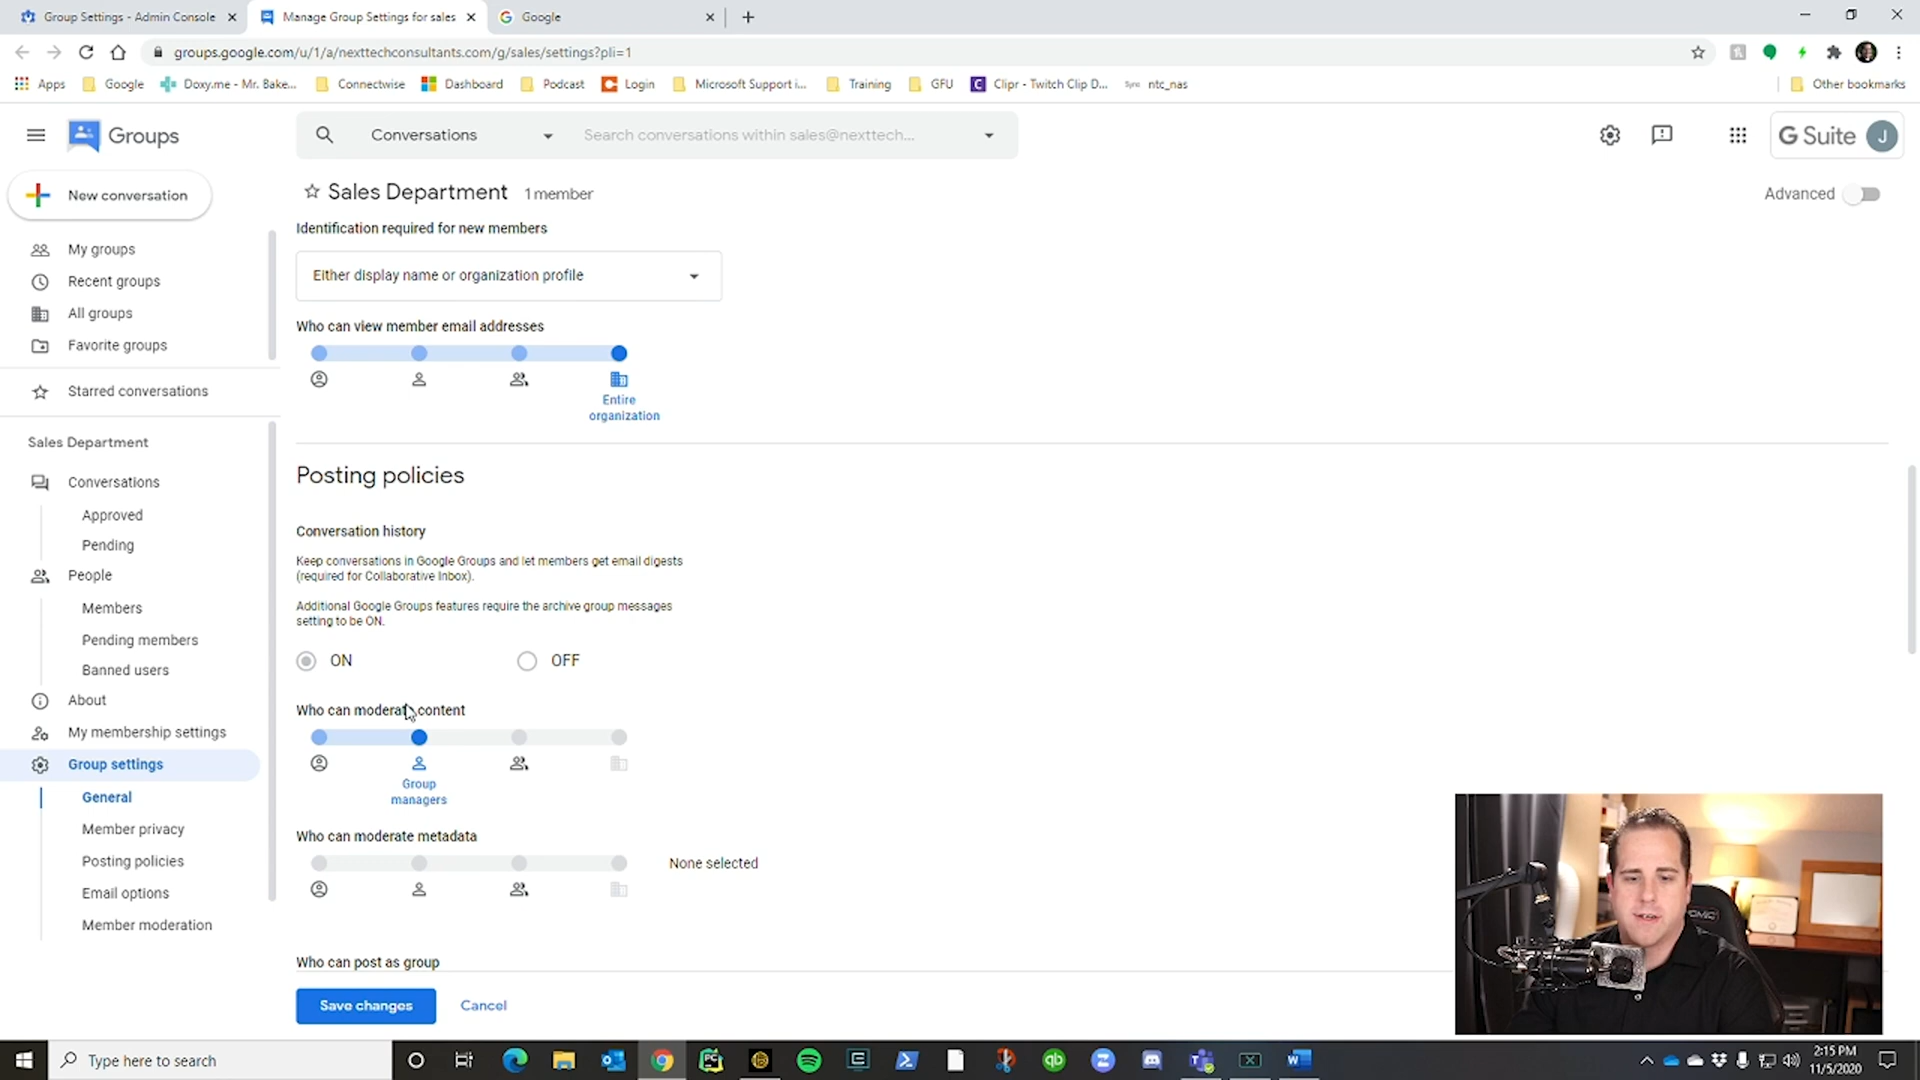 Group Settings - Admin Console
Manage Group Settings for sales
Google
groups.google.com/u/1/a/nexttechconsultants.com/g/sales/settings?pli=1
Apps
Google
Doxy.me - Mr. Bake...
Connectwise
Dashboard
Podcast
Login
Microsoft Support i...
Training
GFU
Clipr - Twitch Clip D...
Sync
ntc_nas
Other bookmarks
Groups
Conversations
Search conversations within sales@nexttech...
G Suite
J
New conversation
Sales Department
1 member
Advanced
My groups
Recent groups
All groups
Favorite groups
Starred conversations
Sales Department
Conversations
Approved
Pending
People
Members
Pending members
Banned users
About
My membership settings
Group settings
General
Member privacy
Posting policies
Email options
Member moderation
Identification required for new members
Either display name or organization profile
Who can view member email addresses
Entire
organization
Posting policies
Conversation history
Keep conversations in Google Groups and let members get email digests
(required for Collaborative Inbox).
Additional Google Groups features require the archive group messages
setting to be ON.
ON
OFF
Who can moderate content
Group
managers
Who can moderate metadata
None selected
Who can post as group
Save changes
Cancel
Type here to search
2:15 PM
11/5/2020